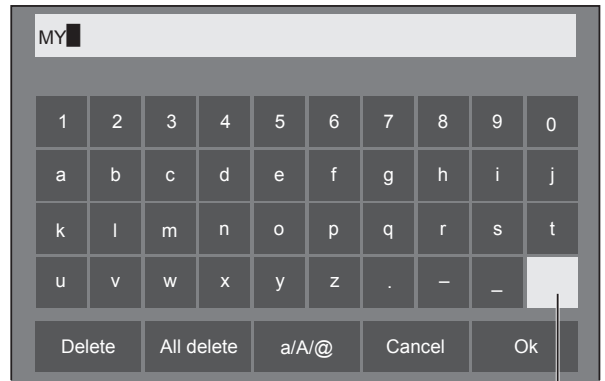 MY
1 2 3 4 5 6 7 8 9 0
a b c d e f g h i j
k l m n o p q r s t
u v w x y z . – _
Delete All delete a/A/@ Cancel Ok